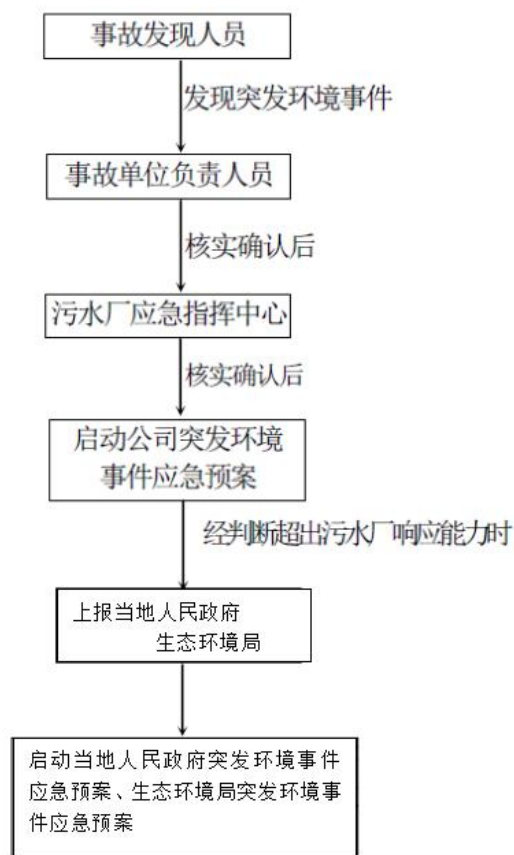 事故发现人员
发现突发环境事件
事故单位负责人员
核实确认后
污水厂应急指挥中心
核实确认后
启动公司突发环境
事件应急预案
经判断超出污水厂响应能力时
上报当地人民政府
生态环境局
启动当地人民政府突发环境事件
应急预案、生态环境局突发环境事
件应急预案